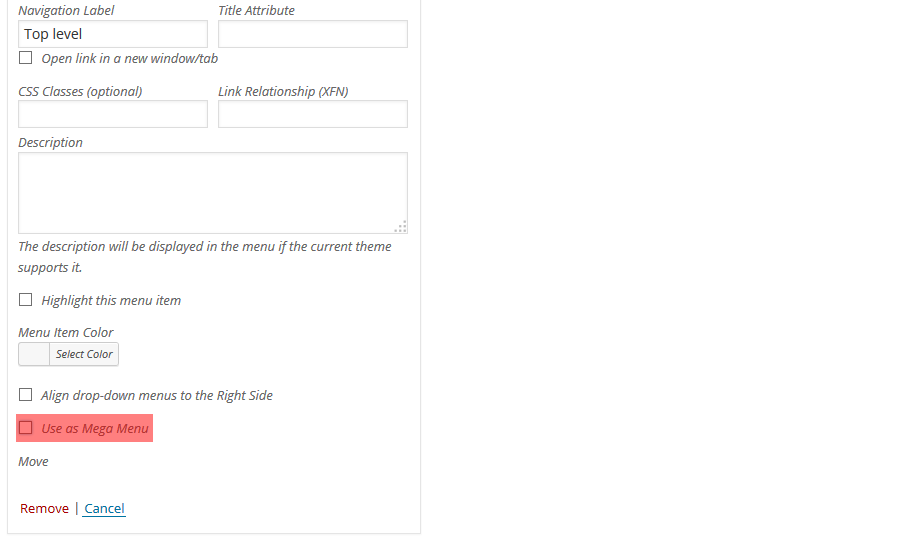 Navigation Label Title Attribute
Top level
Open link in a new window/tab
CSS Classes (optional) Link Relationship (XFN)
Description
The description will be displayed in the menu if the current theme
supports it.
Highlight this menu item
Menu Item Color
Select Color
Align drop-down menus to the Right Side
Use as Mega Menu
Move
Remove | Cancel